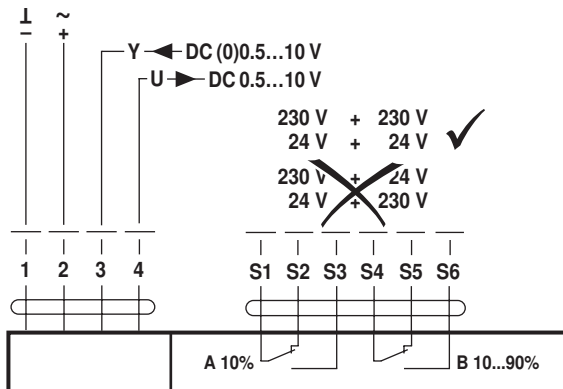 ⊥ ~
− +
Y DC (0)0.5...10 V
U DC 0.5...10 V
230 V + 230 V
24 V + 24 V
230 V + 24 V
24 V + 230 V
1 2 3 4 S1 S2 S3 S4 S5 S6
A 10% B 10...90%